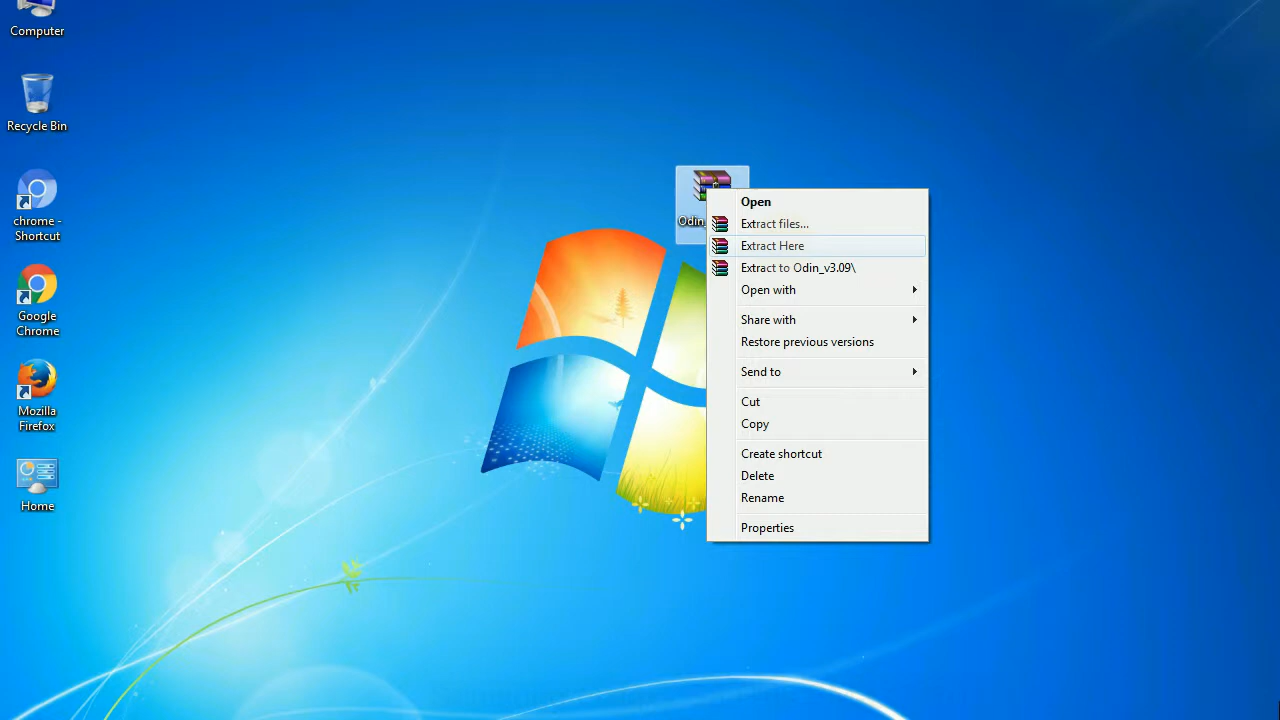 Computer
Recycle Bin
chrome -
Shortcut
Google
Chrome
Mozilla
Firefox
Home
Odin_
Open
Extract files...
Extract Here
Extract to Odin_v3.09\
Open with
Share with
Restore previous versions
Send to
Cut
Copy
Create shortcut
Delete
Rename
Properties